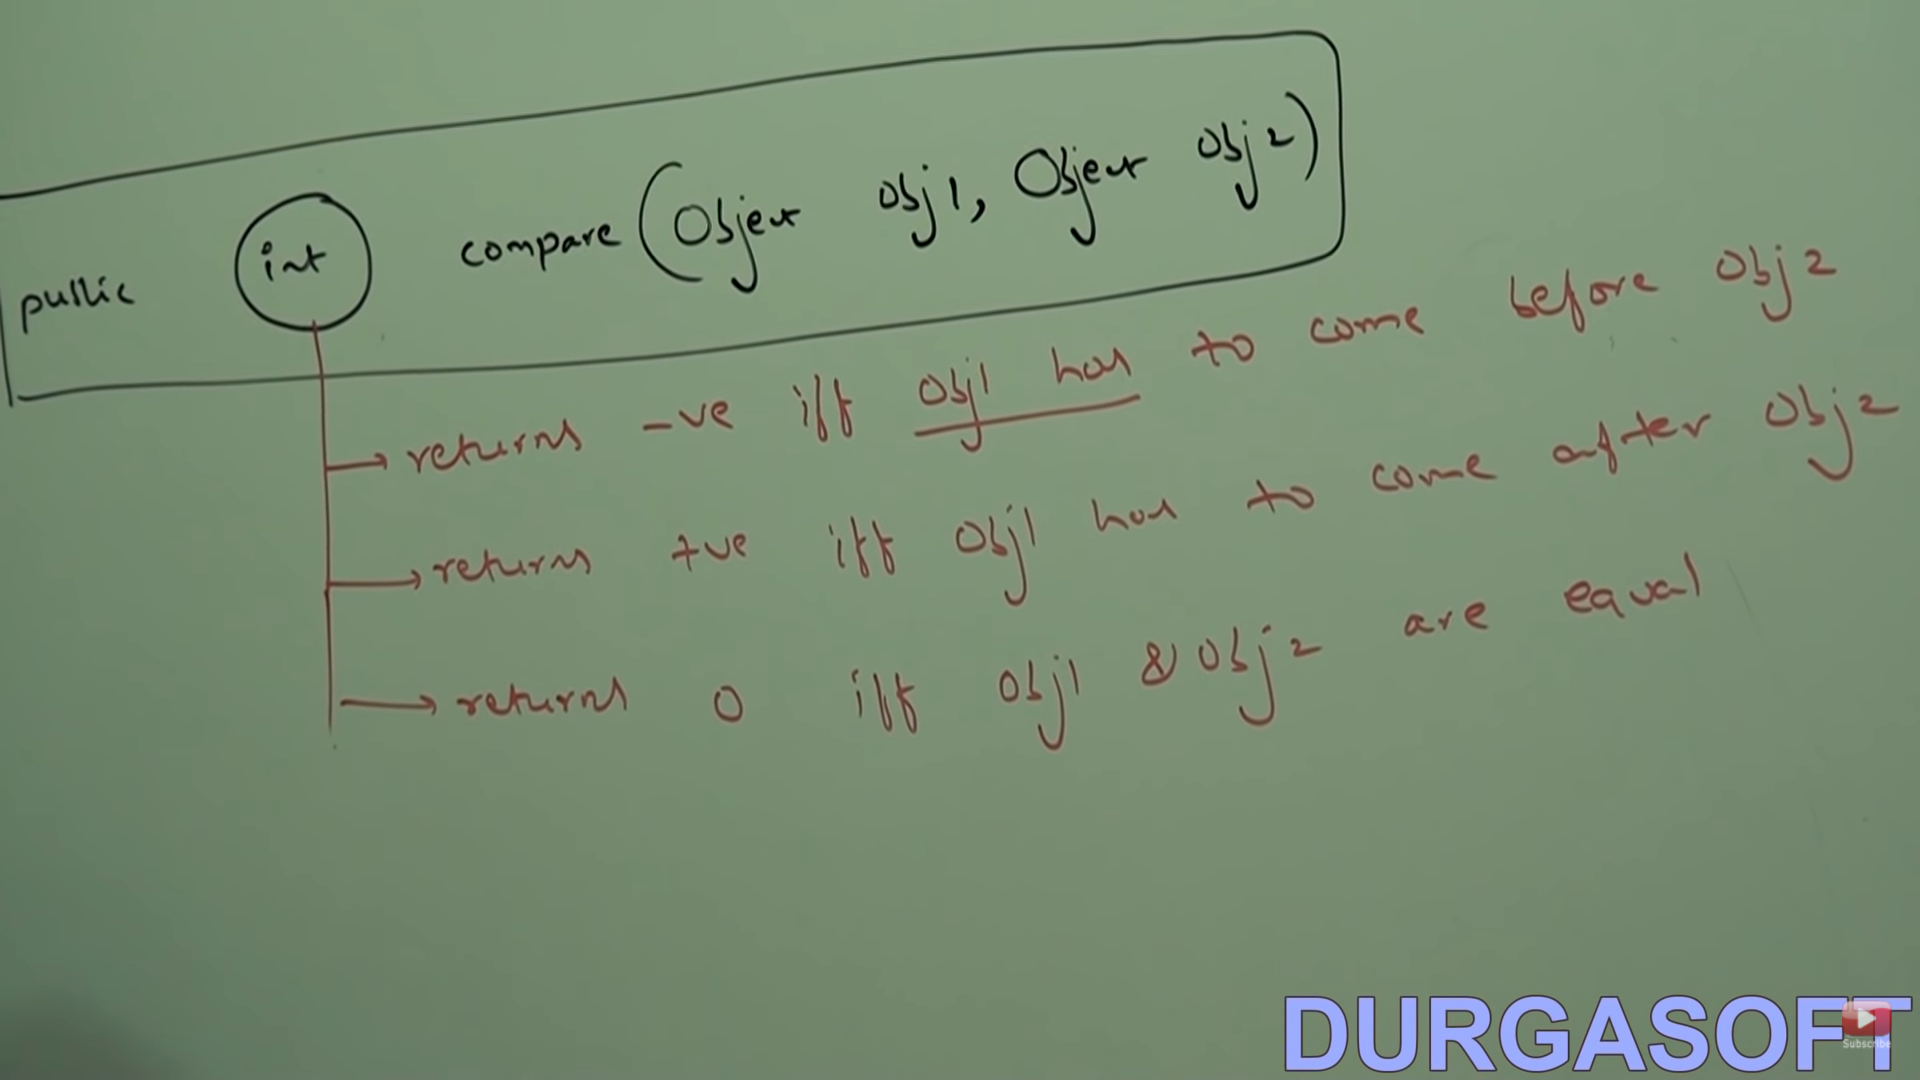 public int compare(Object obj1, Object obj2)
→ returns -ve iff obj1 has to come before obj2
→ returns +ve iff obj1 has to come after obj2
→ returns 0 iff obj1 & obj2 are equal
DURGASOFT
Subscribe